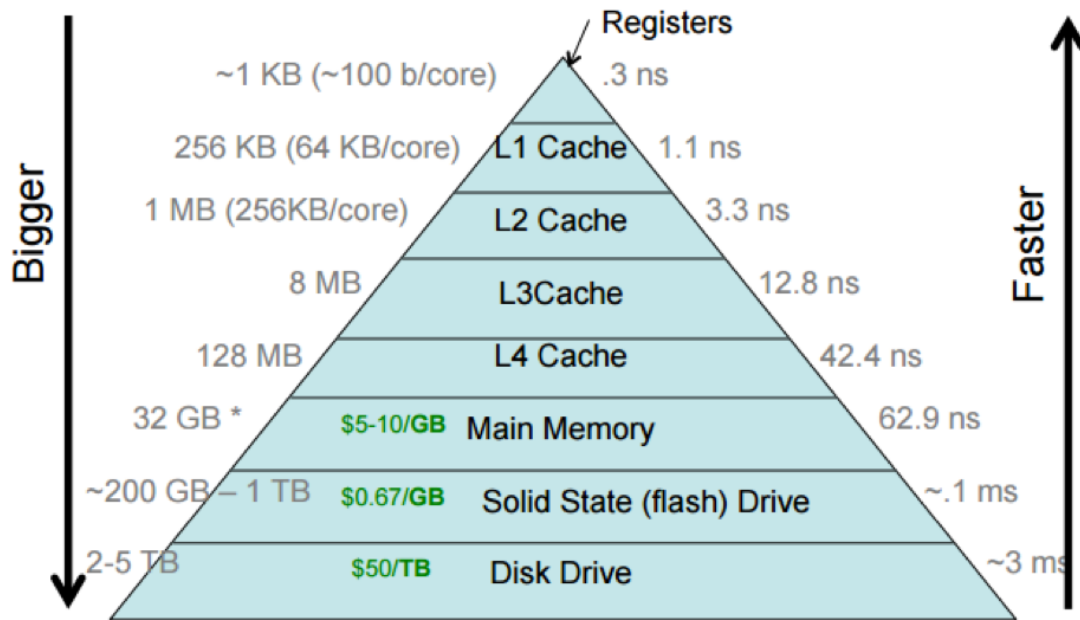 Registers
~1 KB (~100 b/core) .3 ns
256 KB (64 KB/core) L1 Cache 1.1 ns
1 MB (256KB/core) L2 Cache 3.3 ns
8 MB L3Cache 12.8 ns
128 MB L4 Cache 42.4 ns
32 GB * $5-10/GB Main Memory 62.9 ns
~200 GB – 1 TB $0.67/GB Solid State (flash) Drive ~.1 ms
2-5 TB $50/TB Disk Drive ~3 ms
Bigger
Faster